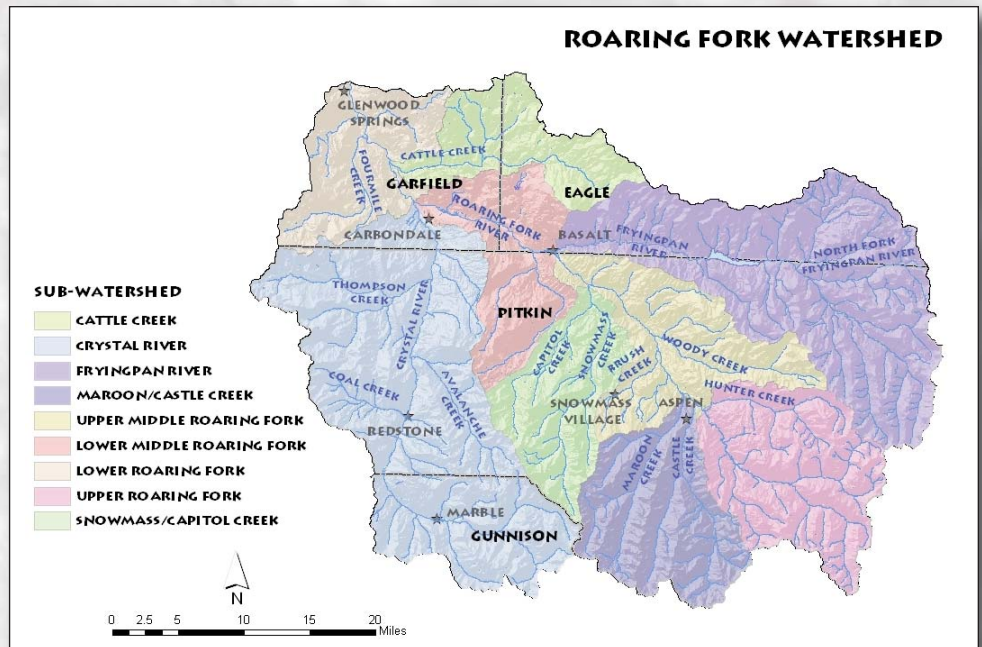 ROARING FORK WATERSHED
GLENWOOD
SPRINGS
CATTLE CREEK
FOURMILE
CREEK
GARFIELD
EAGLE
ROARING FORK
RIVER
CARBONDALE
BASALT
FRYINGPAN
RIVER
NORTH FORK
FRYINGPAN RIVER
THOMPSON
CREEK
CRYSTAL RIVER
PITKIN
CAPITOL
CREEK
SNOWMASS
CREEK
BRUSH
CREEK
WOODY CREEK
HUNTER CREEK
COAL CREEK
AVALANCHE
CREEK
SNOWMASS
VILLAGE
ASPEN
REDSTONE
MAROON
CREEK
CASTLE
CREEK
MARBLE
GUNNISON
SUB-WATERSHED
CATTLE CREEK
CRYSTAL RIVER
FRYINGPAN RIVER
MAROON/CASTLE CREEK
UPPER MIDDLE ROARING FORK
LOWER MIDDLE ROARING FORK
LOWER ROARING FORK
UPPER ROARING FORK
SNOWMASS/CAPITOL CREEK
N
0 2.5 5 10 15 20
Miles